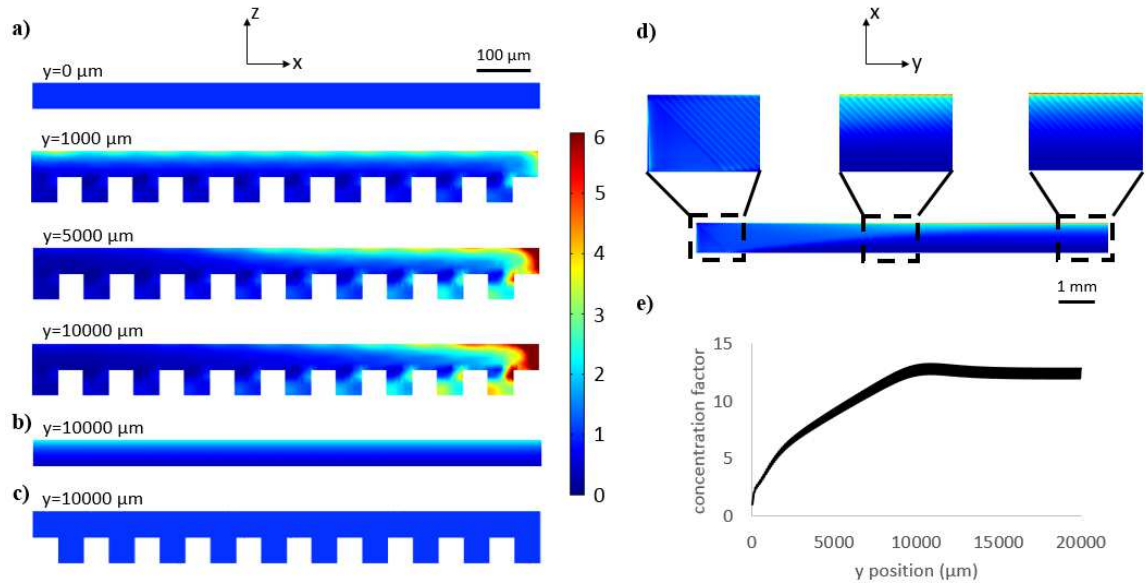 a)
z
x
100 μm
y=0 μm
y=1000 μm
y=5000 μm
y=10000 μm
b)
y=10000 μm
c)
y=10000 μm
6
5
4
3
2
1
0
d)
x
y
1 mm
e)
concentration factor
15
10
5
0
0
5000
10000
15000
20000
y position (μm)